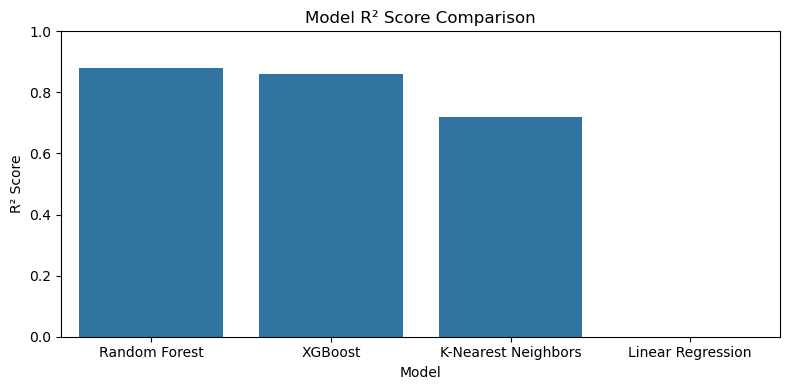 Model R² Score Comparison
1.0
0.8
0.6
0.4
0.2
0.0
R² Score
Random Forest
XGBoost
K-Nearest Neighbors
Linear Regression
Model